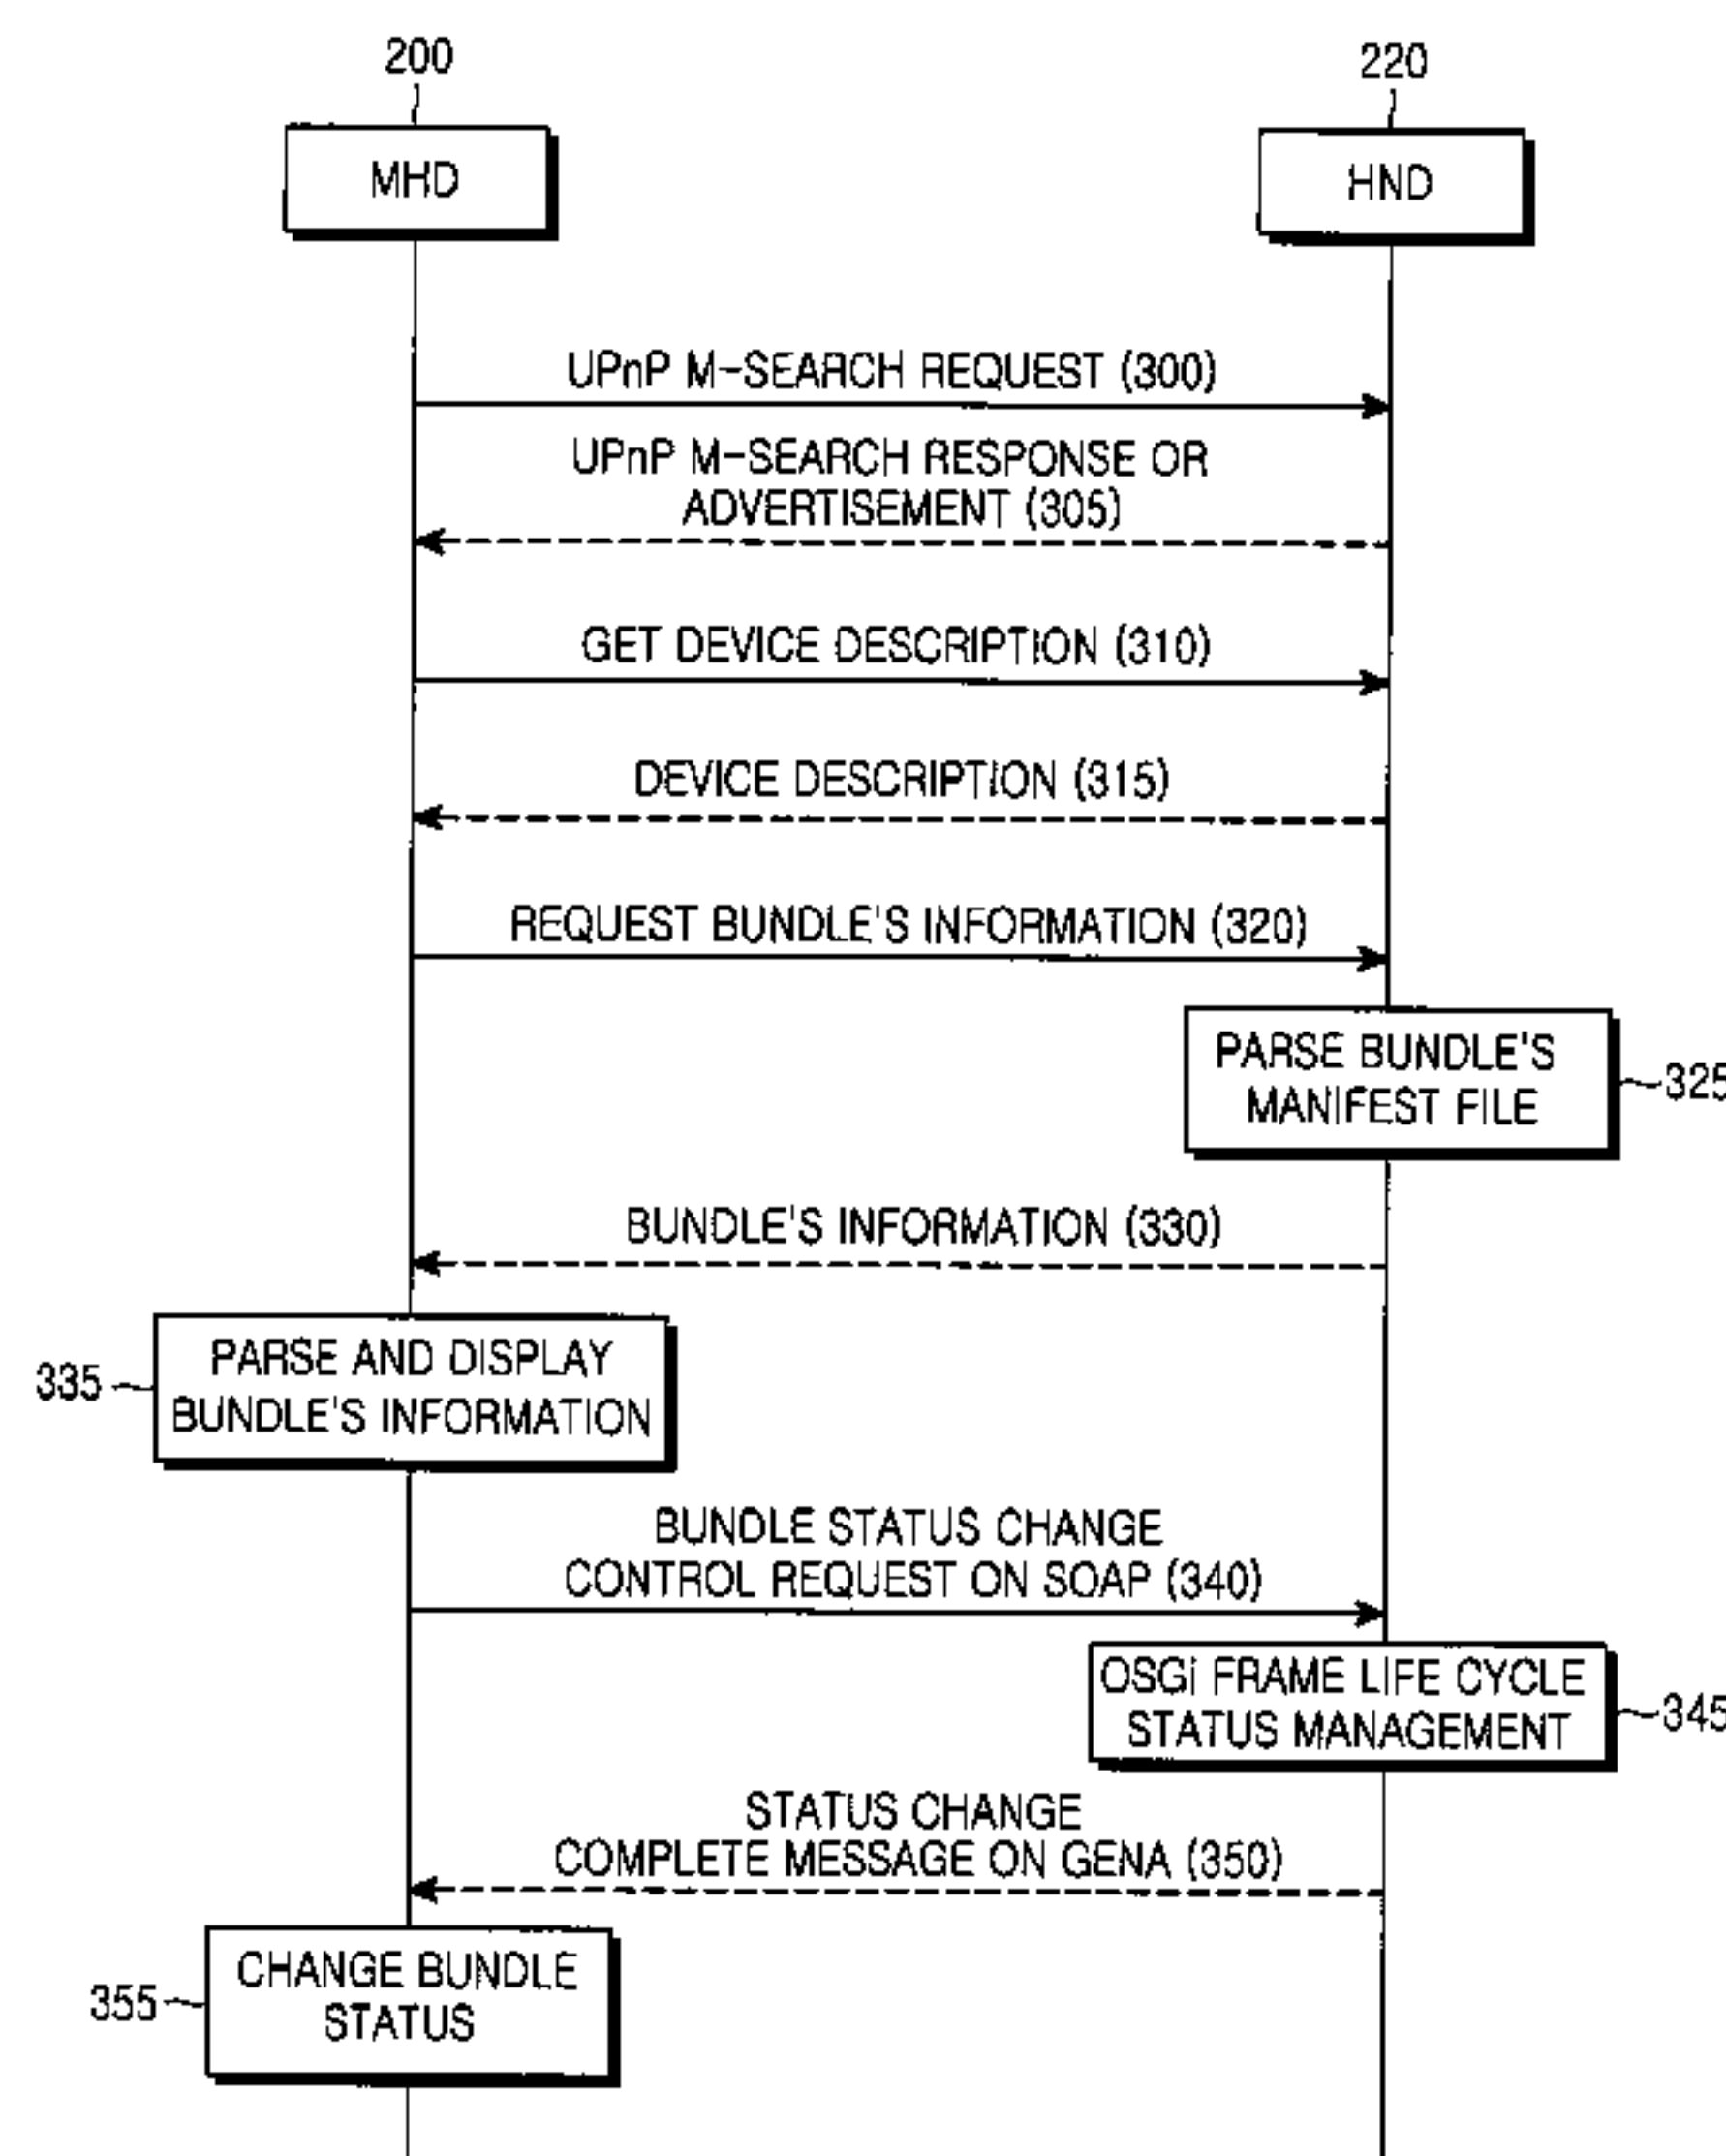 200
220
MHD
HND
UPnP M-SEARCH REQUEST (300)
UPnP M-SEARCH RESPONSE OR
ADVERTISEMENT (305)
GET DEVICE DESCRIPTION (310)
DEVICE DESCRIPTION (315)
REQUEST BUNDLE'S INFORMATION (320)
PARSE BUNDLE'S
MANIFEST FILE
325
BUNDLE'S INFORMATION (330)
335
PARSE AND DISPLAY
BUNDLE'S INFORMATION
BUNDLE STATUS CHANGE
CONTROL REQUEST ON SOAP (340)
OSGi FRAME LIFE CYCLE
STATUS MANAGEMENT
345
STATUS CHANGE
COMPLETE MESSAGE ON GENA (350)
355
CHANGE BUNDLE
STATUS